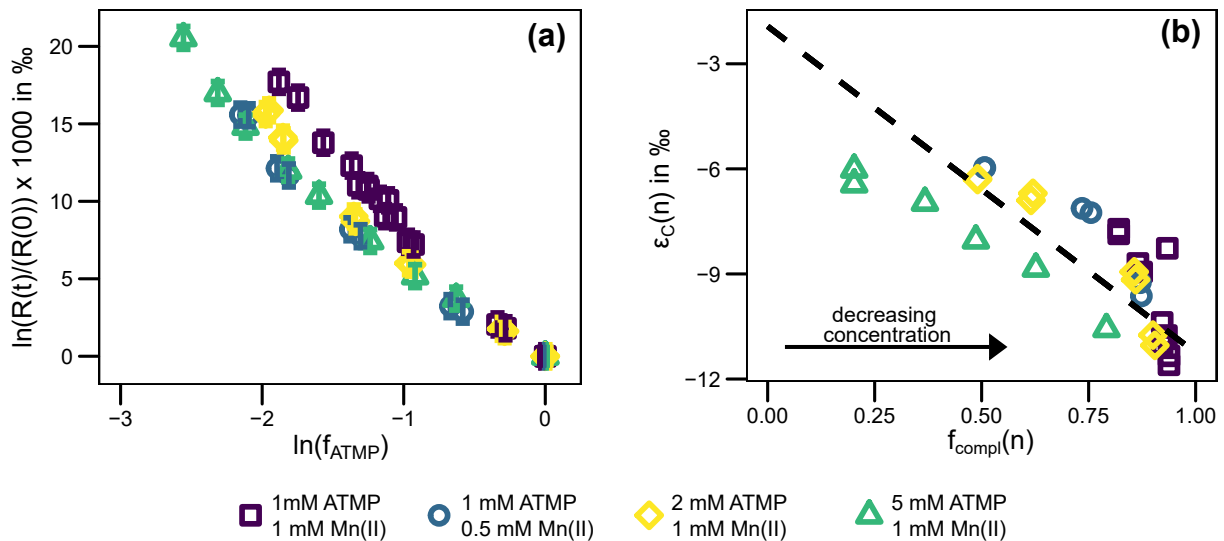 (a)
ln(R(t)/(R(0)) x 1000 in ‰
20
15
10
5
0
−3
−2
−1
0
ln(fATMP)
(b)
εC(n) in ‰
−3
−6
−9
−12
decreasing
concentration
0.00
0.25
0.50
0.75
1.00
fcompl(n)
1mM ATMP
1 mM Mn(II)
1 mM ATMP
0.5 mM Mn(II)
2 mM ATMP
1 mM Mn(II)
5 mM ATMP
1 mM Mn(II)